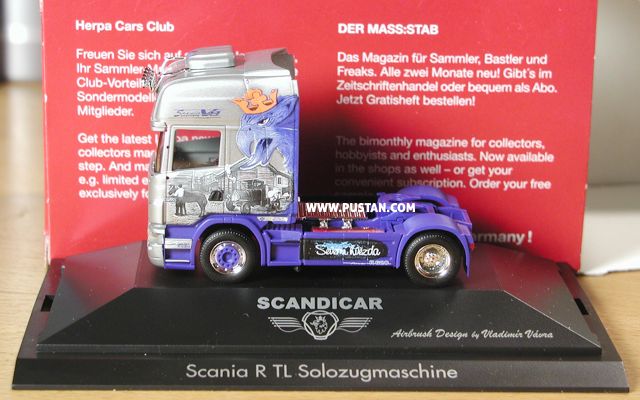 Herpa Cars Club
Freuen Sie sich auf
Ihr Sammler
Club-Vorteil
Sondermodell
Mitglieder.
Get the latest
collectors
step. And
e.g. limited
exclusively
DER MASS:STAB
Das Magazin für Sammler, Bastler und
Freaks. Alle zwei Monate neu! Gibt's im
Zeitschriftenhandel oder bequem als Abo.
Jetzt Gratisheft bestellen!
The bimonthly magazine for collectors,
hobbyists and enthusiasts. Now available
in the shops as well – or get your
convenient subscription. Order your free
Germany!
Scania V8
WWW.PUSTAN.COM
SCANDICAR
Airbrush Design by Vladimír Vávra
Scania R TL Solozugmaschine